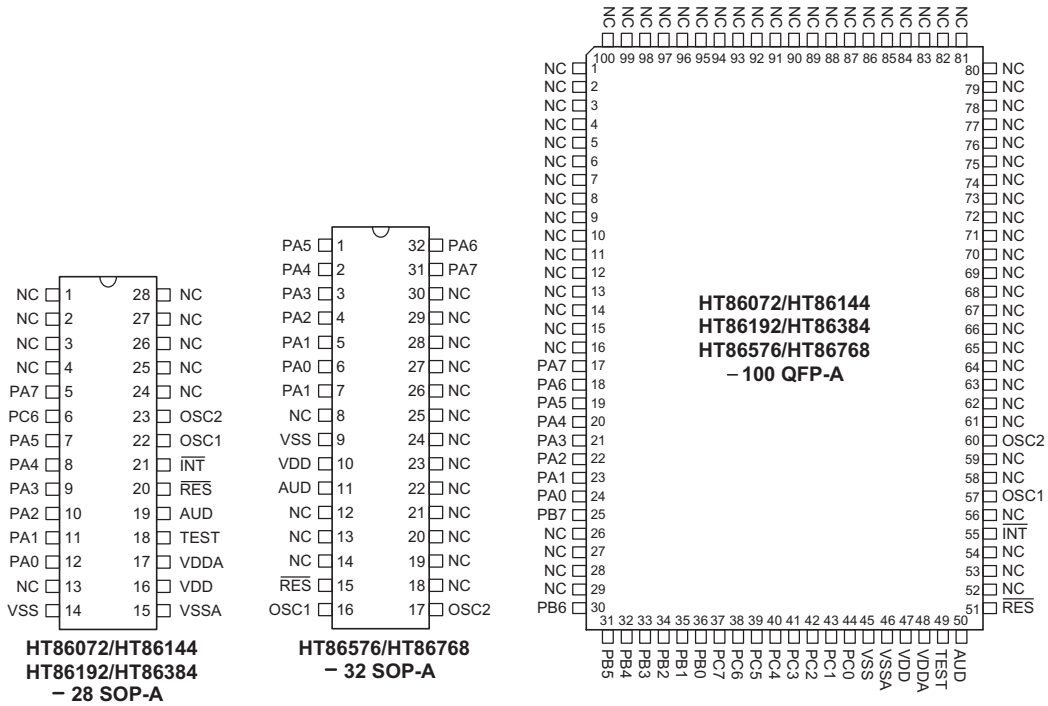 NC 1 28 NC
NC 2 27 NC
NC 3 26 NC
NC 4 25 NC
PA7 5 24 NC
PC6 6 23 OSC2
PA5 7 22 OSC1
PA4 8 21 INT
PA3 9 20 RES
PA2 10 19 AUD
PA1 11 18 TEST
PA0 12 17 VDDA
NC 13 16 VDD
VSS 14 15 VSSA
HT86072/HT86144
HT86192/HT86384
– 28 SOP-A
PA5 1 32 PA6
PA4 2 31 PA7
PA3 3 30 NC
PA2 4 29 NC
PA1 5 28 NC
PA0 6 27 NC
PA1 7 26 NC
NC 8 25 NC
VSS 9 24 NC
VDD 10 23 NC
AUD 11 22 NC
NC 12 21 NC
NC 13 20 NC
NC 14 19 NC
RES 15 18 NC
OSC1 16 17 OSC2
HT86576/HT86768
– 32 SOP-A
NC NC NC NC NC NC NC NC NC NC NC NC NC NC NC NC NC NC NC NC
100 99 98 97 96 95 94 93 92 91 90 89 88 87 86 85 84 83 82 81
NC 1 80 NC
NC 2 79 NC
NC 3 78 NC
NC 4 77 NC
NC 5 76 NC
NC 6 75 NC
NC 7 74 NC
NC 8 73 NC
NC 9 72 NC
NC 10 71 NC
NC 11 70 NC
NC 12 69 NC
NC 13 68 NC
NC 14 67 NC
NC 15 66 NC
NC 16 65 NC
PA7 17 64 NC
PA6 18 63 NC
PA5 19 62 NC
PA4 20 61 NC
PA3 21 60 OSC2
PA2 22 59 NC
PA1 23 58 NC
PA0 24 57 OSC1
PB7 25 56 NC
NC 26 55 INT
NC 27 54 NC
NC 28 53 NC
NC 29 52 NC
PB6 30 51 RES
HT86072/HT86144
HT86192/HT86384
HT86576/HT86768
– 100 QFP-A
31 32 33 34 35 36 37 38 39 40 41 42 43 44 45 46 47 48 49 50
PB5 PB4 PB3 PB2 PB1 PB0 PC7 PC6 PC5 PC4 PC3 PC2 PC1 PC0 VSS VSSA VDD VDDA TEST AUD